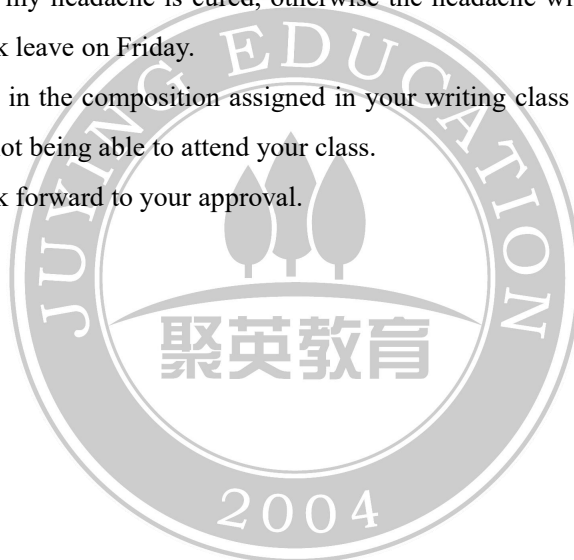 my headache is cured, otherwise the headache
k leave on Friday.
in the composition assigned in your writing class
ot being able to attend your class.
k forward to your approval.
JUYING EDUCATION
聚英教育
2004